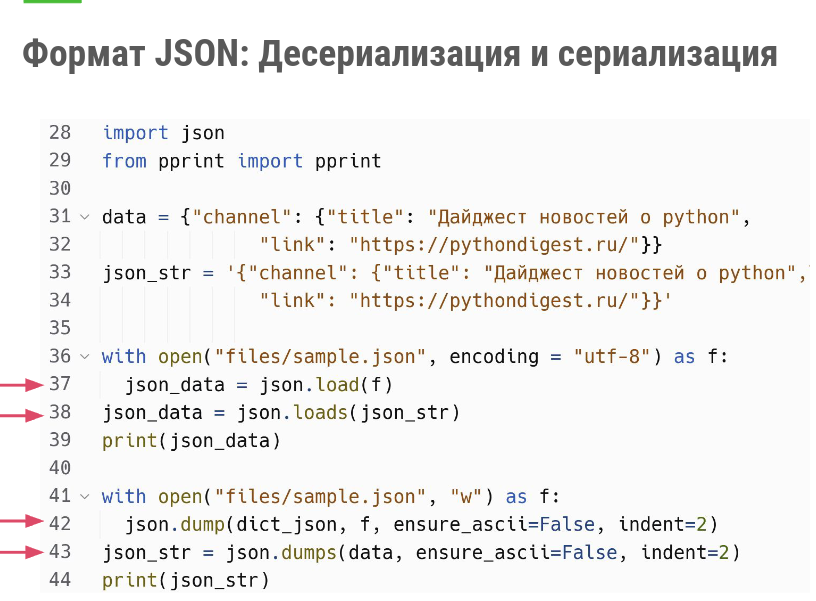 Формат JSON: Десериализация и сериализация
28 import json
29 from pprint import pprint
30
31 data = {"channel": {"title": "Дайджест новостей о python",
32 "link": "https://pythondigest.ru/"}}
33 json_str = '{"channel": {"title": "Дайджест новостей о python",
34 "link": "https://pythondigest.ru/"}}'
35
36 with open("files/sample.json", encoding = "utf-8") as f:
37 json_data = json.load(f)
38 json_data = json.loads(json_str)
39 print(json_data)
40
41 with open("files/sample.json", "w") as f:
42 json.dump(dict_json, f, ensure_ascii=False, indent=2)
43 json_str = json.dumps(data, ensure_ascii=False, indent=2)
44 print(json_str)